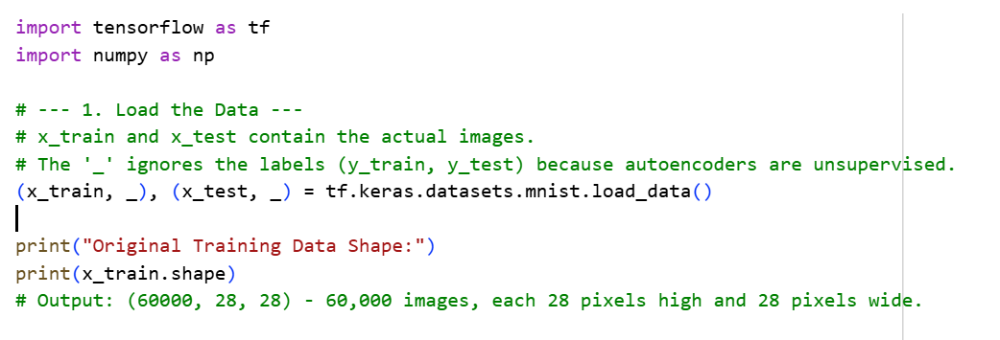 import tensorflow as tf
import numpy as np
# --- 1. Load the Data ---
# x_train and x_test contain the actual images.
# The '_' ignores the labels (y_train, y_test) because autoencoders are unsupervised.
(x_train, _), (x_test, _) = tf.keras.datasets.mnist.load_data()
print("Original Training Data Shape:")
print(x_train.shape)
# Output: (60000, 28, 28) - 60,000 images, each 28 pixels high and 28 pixels wide.